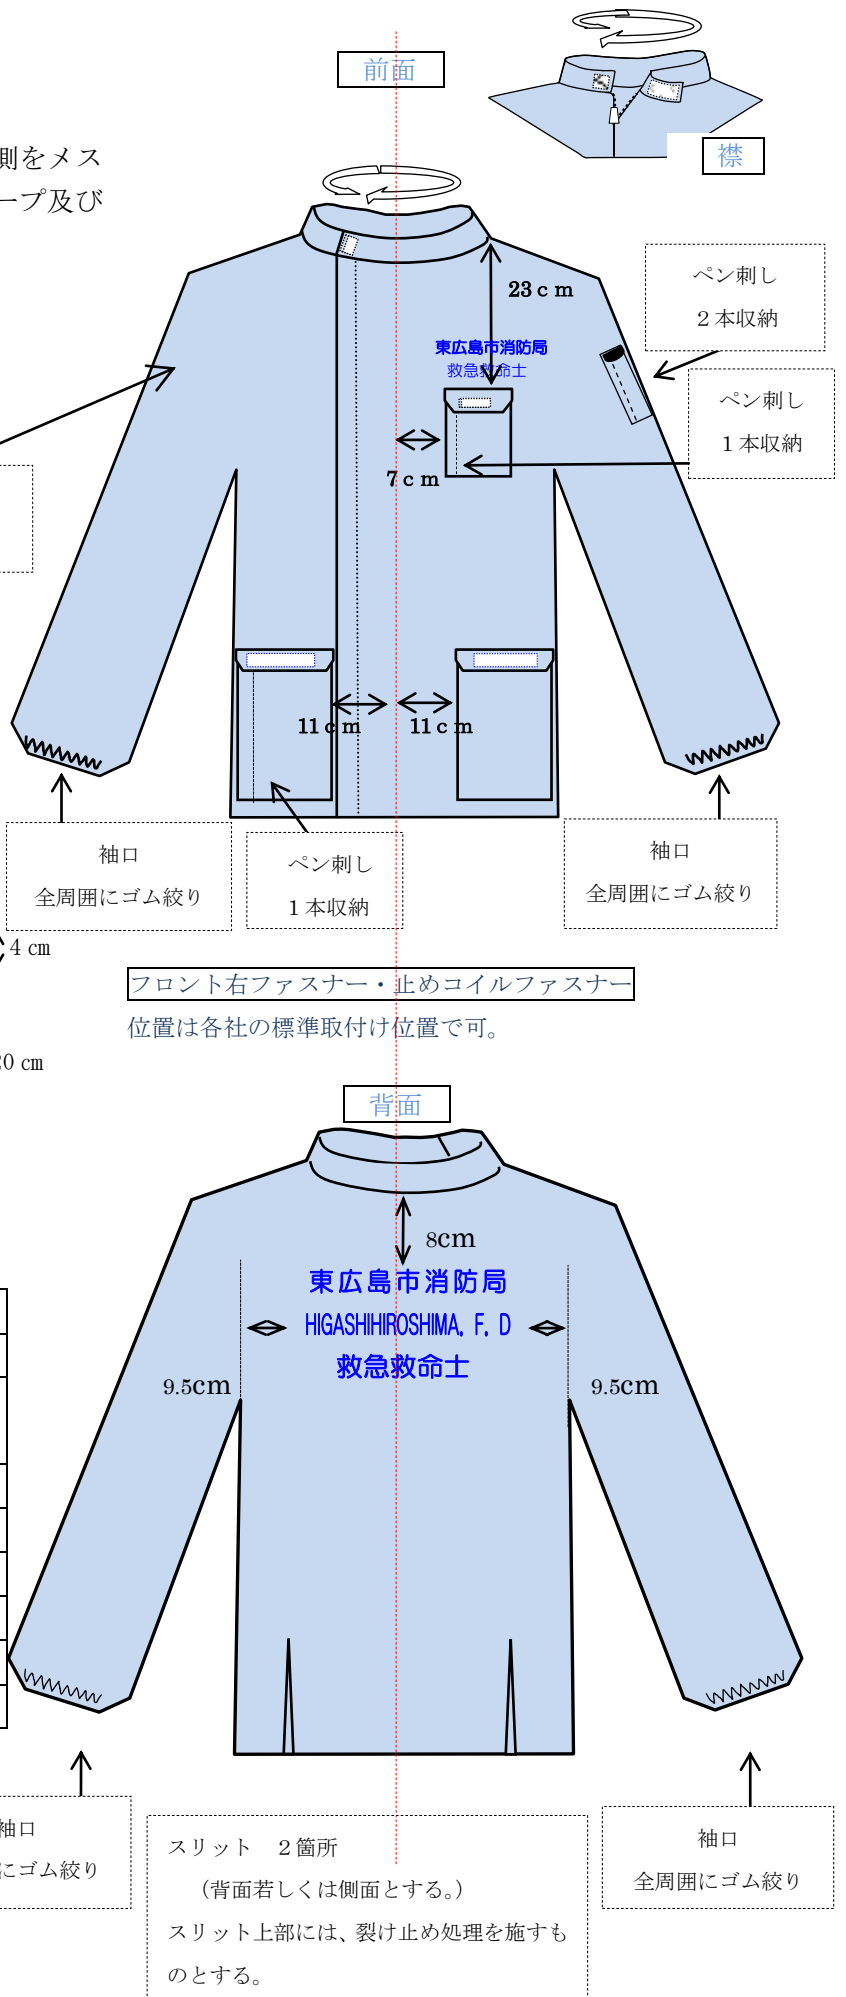 前面
襟
側をメス
ープ及び
23ｃｍ
ペン刺し
２本収納
東広島市消防局
救急救命士
ペン刺し
１本収納
7ｃｍ
11ｃｍ
11ｃｍ
袖口
全周囲にゴム絞り
ペン刺し
１本収納
袖口
全周囲にゴム絞り
4㎝
フロント右ファスナー・止めコイルファスナー
位置は各社の標準取付け位置で可。
0㎝
背面
8cm
東広島市消防局
HIGASHIHIROSHIMA. F. D
救急救命士
9.5cm
9.5cm
袖口
にゴム絞り
スリット　２箇所
（背面若しくは側面とする。）
スリット上部には、裂け止め処理を施すも
のとする。
袖口
全周囲にゴム絞り